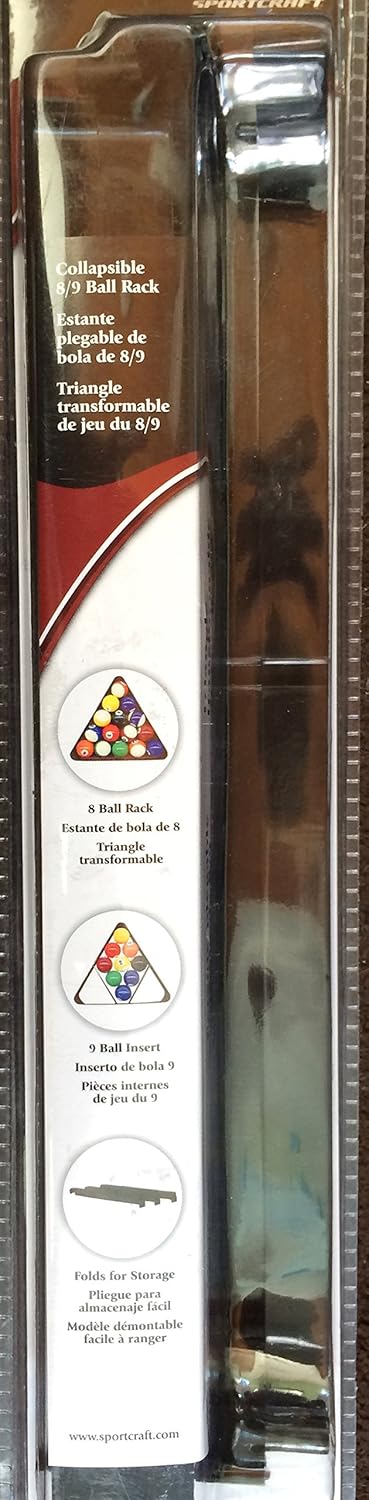 SPORTCRAFT
Collapsible
8/9 Ball Rack
Estante
plegable de
bola de 8/9
Triangle
transformable
de jeu du 8/9
8 Ball Rack
Estante de bola de 8
Triangle
transformable
9 Ball Insert
Inserto de bola 9
Pièces internes
de jeu du 9
Folds for Storage
Pliegue para
almacenaje fácil
Modèle démontable
facile à ranger
www.sportcraft.com